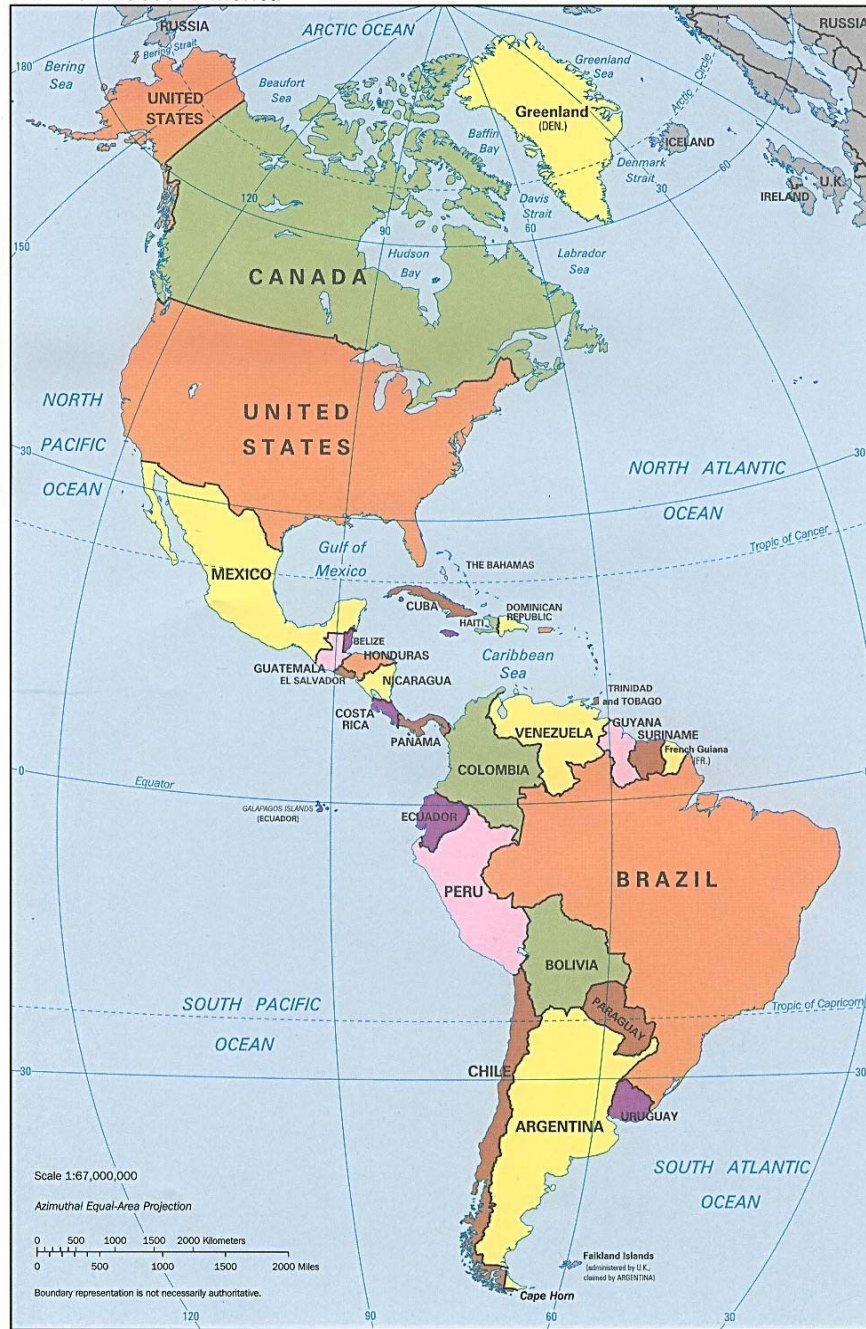 RUSSIA
ARCTIC OCEAN
RUSSIA
Bering Strait
Bering
Sea
180
Beaufort
Sea
Greenland
Sea
UNITED
STATES
Greenland
(DEN.)
Arctic Circle
Baffin
Bay
ICELAND
60
Denmark
Strait
U.K.
IRELAND
30
Davis
Strait
120
90
60
150
Hudson
Bay
Labrador
Sea
CANADA
NORTH
PACIFIC
OCEAN
UNITED
STATES
30
30
NORTH ATLANTIC
OCEAN
Tropic of Cancer
Gulf of
Mexico
MEXICO
THE BAHAMAS
CUBA
HAITI
DOMINICAN
REPUBLIC
BELIZE
HONDURAS
GUATEMALA
EL SALVADOR
NICARAGUA
Caribbean
Sea
COSTA
RICA
PANAMA
TRINIDAD
and TOBAGO
VENEZUELA
GUYANA
SURINAME
French Guiana
(FR.)
COLOMBIA
0
Equator
0
GALAPAGOS ISLANDS
(ECUADOR)
ECUADOR
PERU
BRAZIL
BOLIVIA
SOUTH PACIFIC
OCEAN
PARAGUAY
Tropic of Capricorn
CHILE
30
30
URUGUAY
ARGENTINA
SOUTH ATLANTIC
OCEAN
Scale 1:67,000,000
Azimuthal Equal-Area Projection
0 500 1000 1500 2000 Kilometers
0 500 1000 1500 2000 Miles
Boundary representation is not necessarily authoritative.
Falkland Islands
(administered by U.K.,
claimed by ARGENTINA)
Cape Horn
120
90
60
30